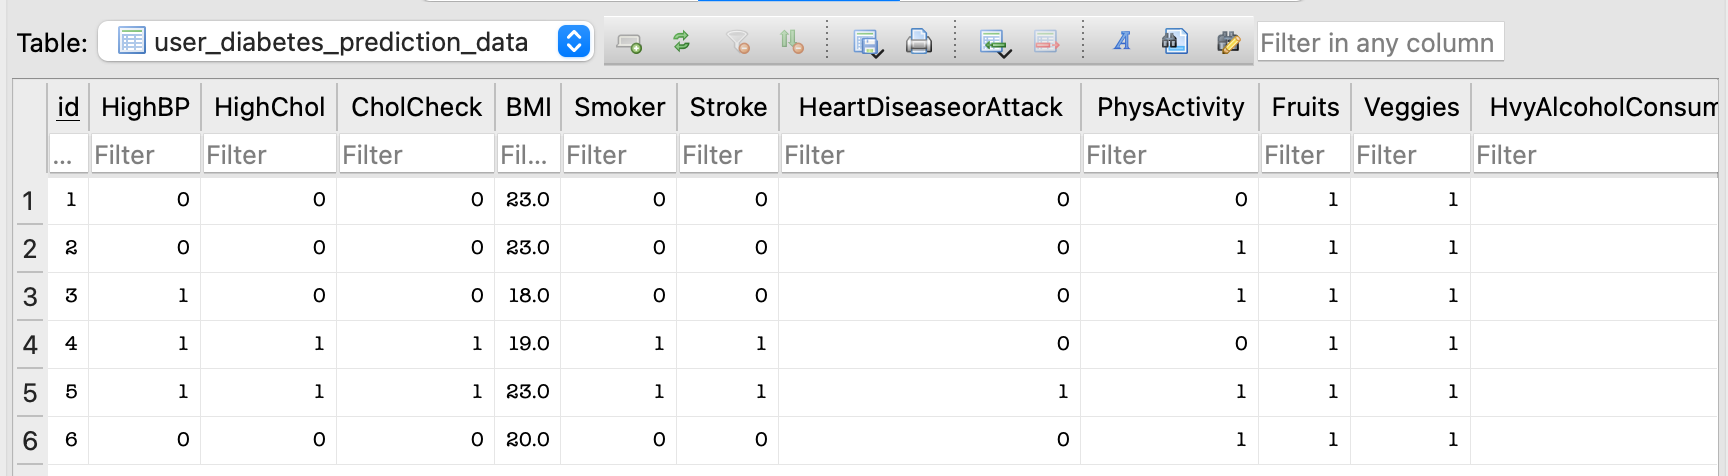 Table: user_diabetes_prediction_data Filter in any column
id HighBP HighChol CholCheck BMI Smoker Stroke HeartDiseaseorAttack PhysActivity Fruits Veggies HvyAlcoholConsum
... Filter Filter Filter Fil... Filter Filter Filter Filter Filter Filter Filter
1 1 0 0 0 23.0 0 0 0 0 1 1
2 2 0 0 0 23.0 0 0 0 1 1 1
3 3 1 0 0 18.0 0 0 0 1 1 1
4 4 1 1 1 19.0 1 1 0 0 1 1
5 5 1 1 1 23.0 1 1 1 1 1 1
6 6 0 0 0 20.0 0 0 0 1 1 1